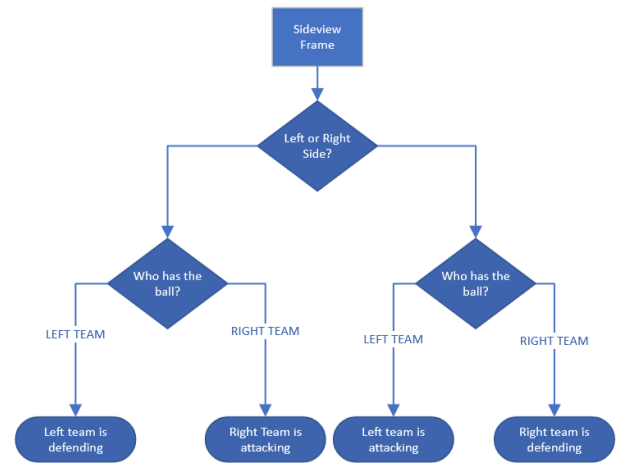 Sideview
Frame
Left or Right
Side?
Who has the
ball?
Who has the
ball?
LEFT TEAM
RIGHT TEAM
LEFT TEAM
RIGHT TEAM
Left team is
defending
Right Team is
attacking
Left team is
attacking
Right team is
defending